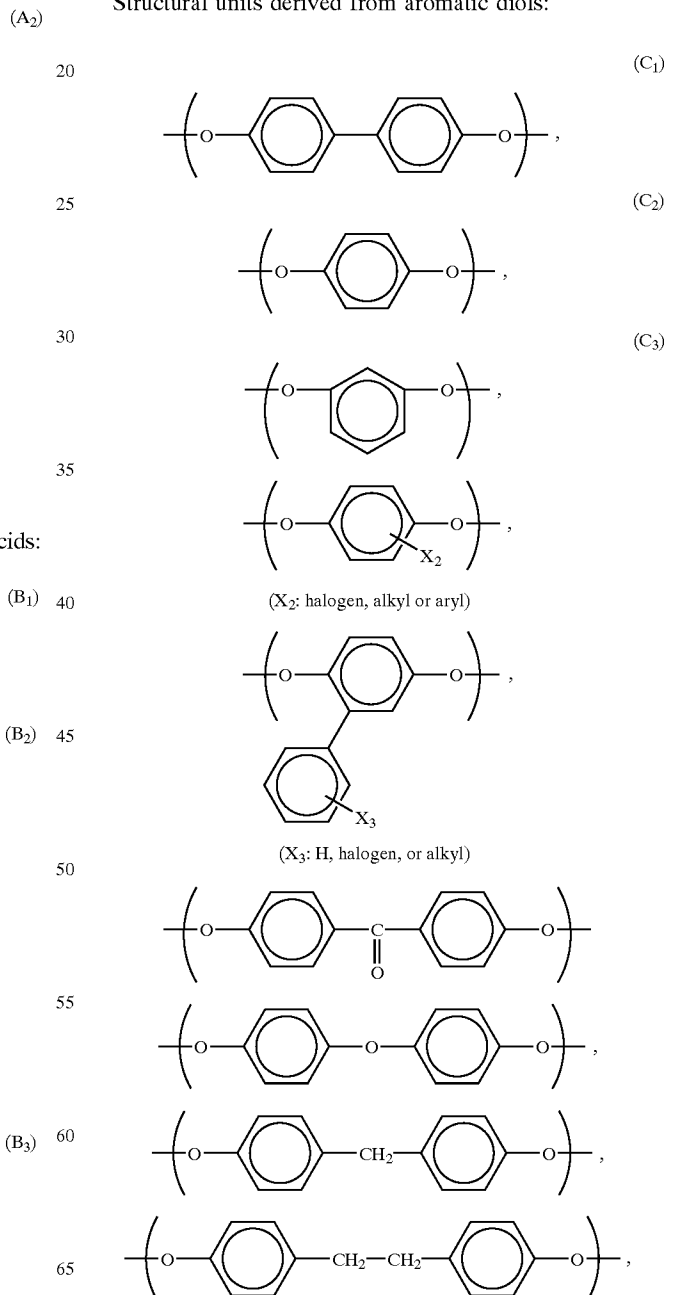 Structural units derived from aromatic diols:
(A₂)
20
(C₁)
O O ,
25
(C₂)
O O ,
30
(C₃)
O O ,
35
O O ,
X₂
cids:
(B₁) 40 (X₂: halogen, alkyl or aryl)
O O ,
(B₂) 45
X₃
(X₃: H, halogen, or alkyl)
50
O C O
O
55
O O O ,
(B₃) 60
O CH₂ O ,
O CH₂ CH₂ O ,
65